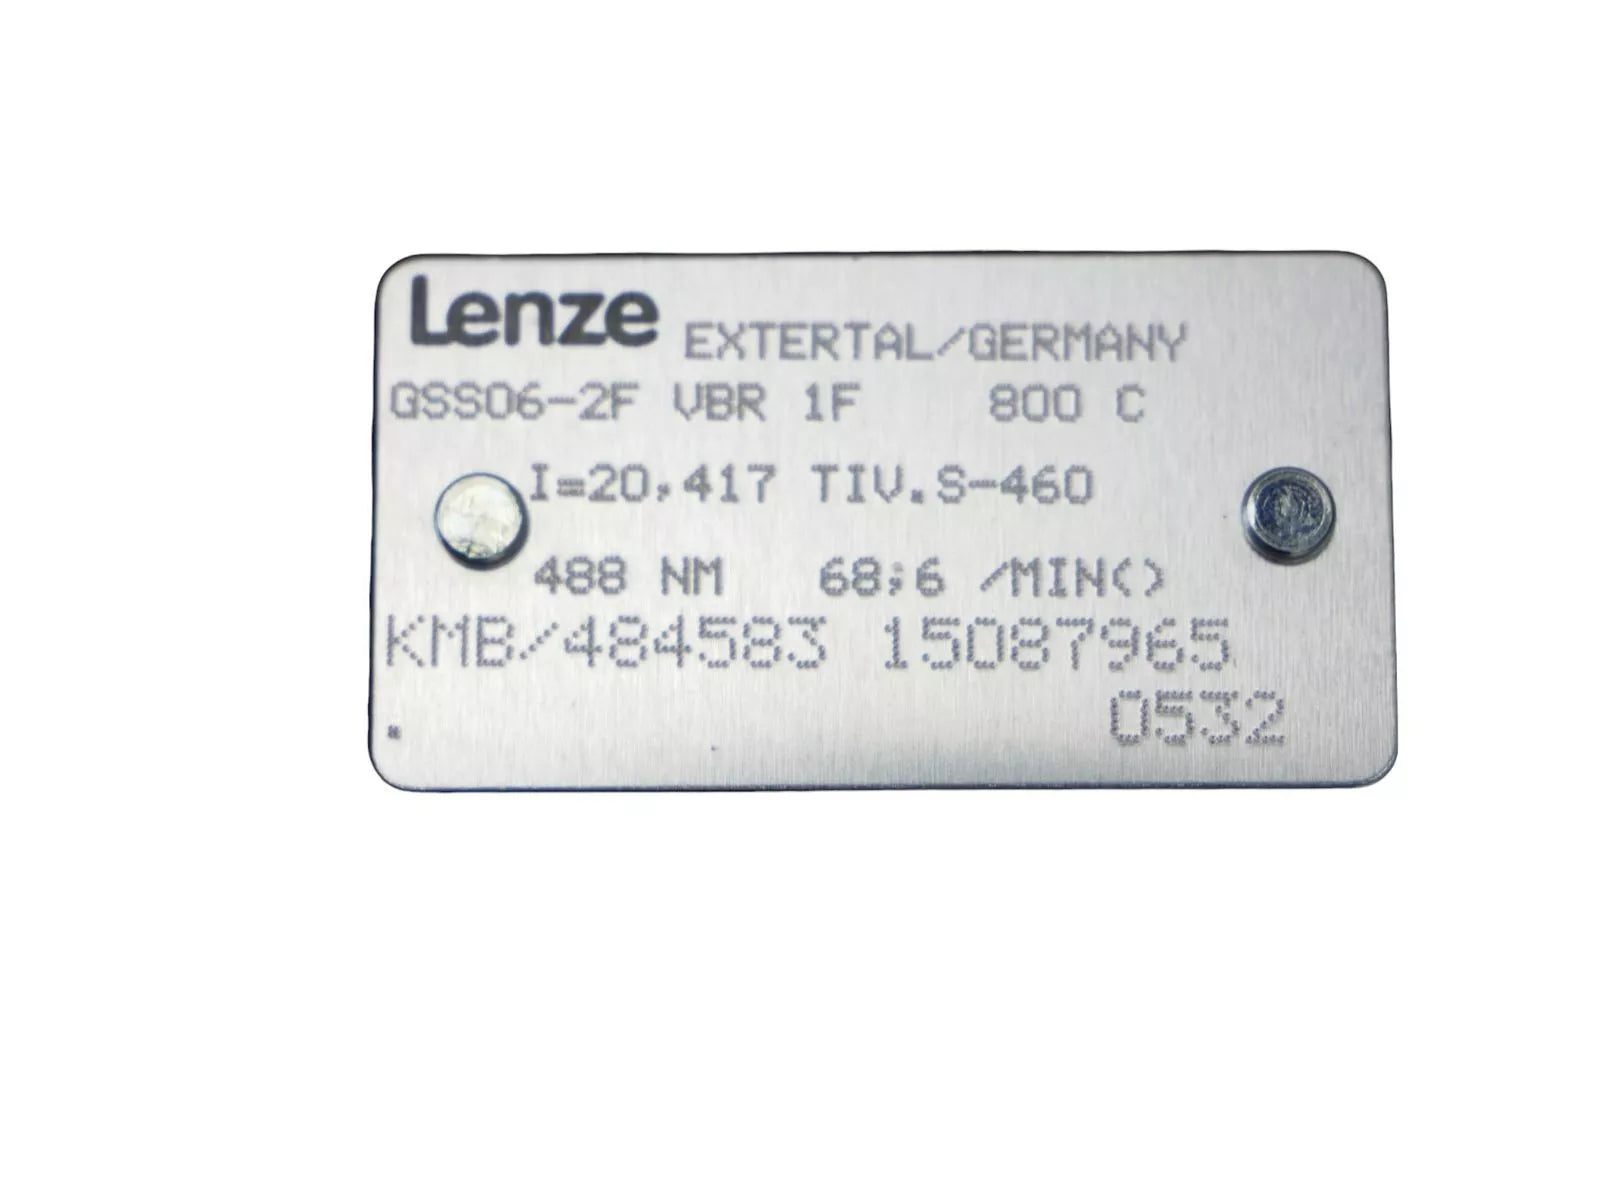 Lenze EXTERTAL/GERMANY
GSS06-2F VBR 1F 800 C
I=20,417 TIV.S-460
488 NM 68;6 /MIN()
KMB/484583 15087965
0532
.